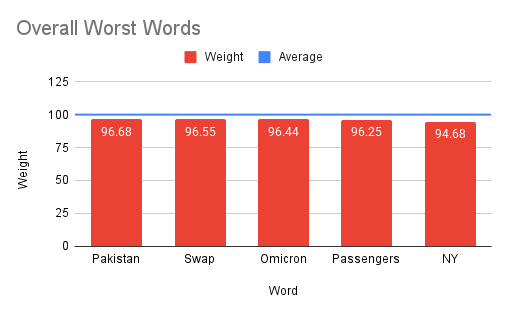 Overall Worst Words
Weight Average
125
100
75
50
25
0
Weight
96.68 96.55 96.44 96.25 94.68
Pakistan Swap Omicron Passengers NY
Word